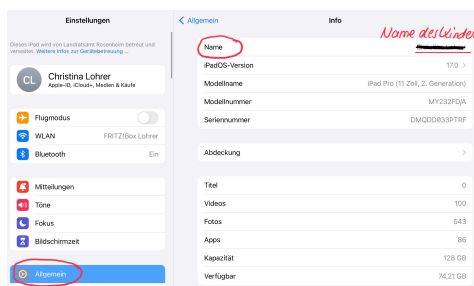 Einstellungen
Dieses iPad wird von Landratsamt Rosenheim betreut und
verwaltet. Weitere Infos zur Gerätebetreuung ...
CL
Christina Lohrer
Apple-ID, iCloud+, Medien & Käufe
Flugmodus
WLAN FRITZ!Box Lohrer
Bluetooth Ein
Mitteilungen
Töne
Fokus
Bildschirmzeit
Allgemein
Allgemein Info
Name des Kindes
Name
iPadOS-Version 17.0
Modellname iPad Pro (11 Zoll, 2. Generation)
Modellnummer MY232FD/A
Seriennummer DMQDD033PTRF
Abdeckung
Titel 0
Videos 100
Fotos 543
Apps 86
Kapazität 128 GB
Verfügbar 74,21 GB